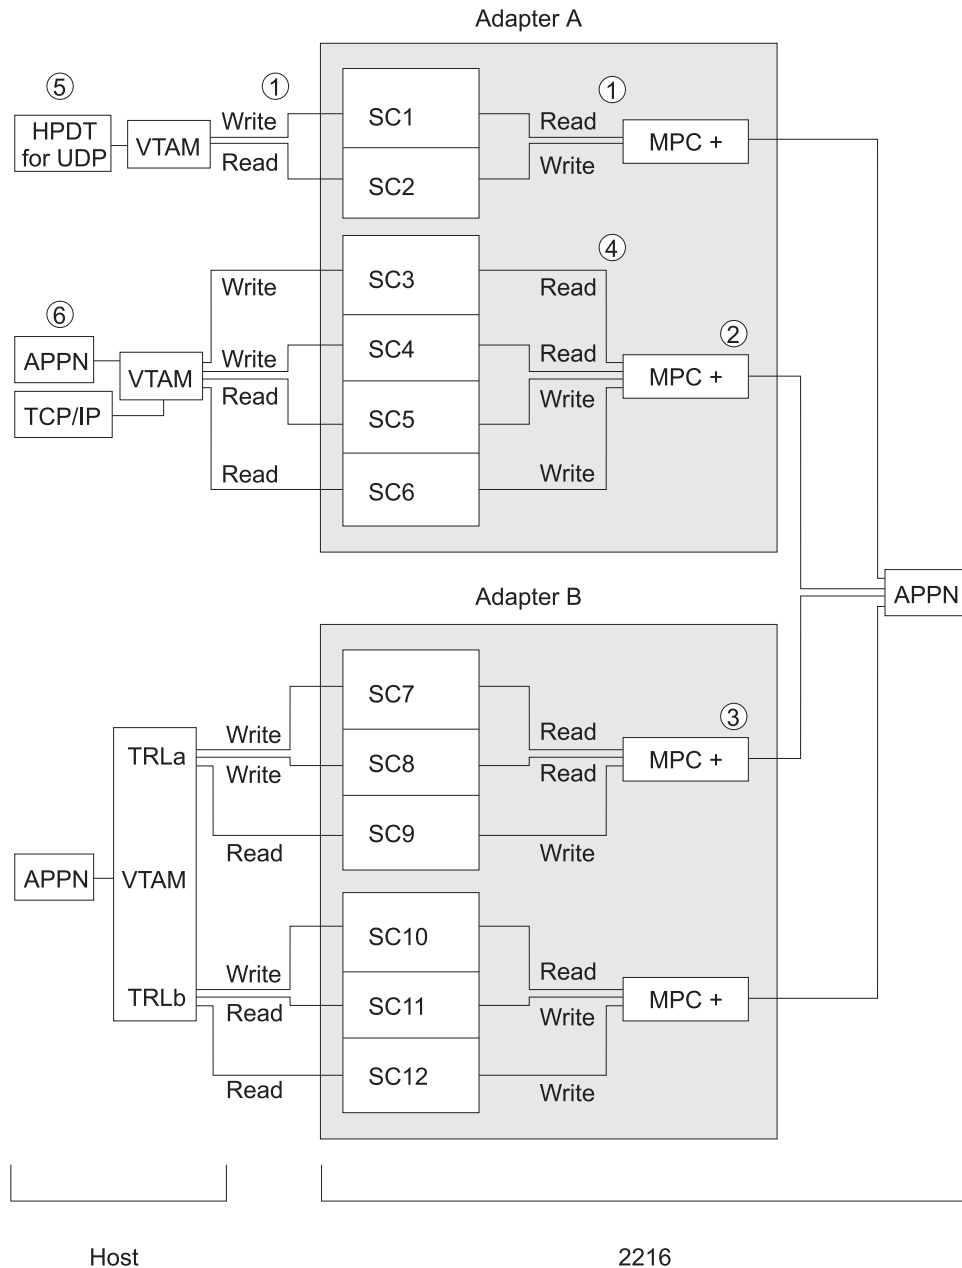 Adapter A
⑤
①
①
HPDT
for UDP
VTAM
Write
Read
SC1
SC2
Read
Write
MPC +
④
⑥
②
APPN
TCP/IP
VTAM
Write
Write
Read
Read
SC3
SC4
SC5
SC6
Read
Read
Write
Write
MPC +
APPN
Adapter B
③
APPN
TRLa
VTAM
TRLb
Write
Write
Read
SC7
SC8
SC9
Read
Read
Write
MPC +
Write
Read
Read
SC10
SC11
SC12
Read
Write
Write
MPC +
Host
2216